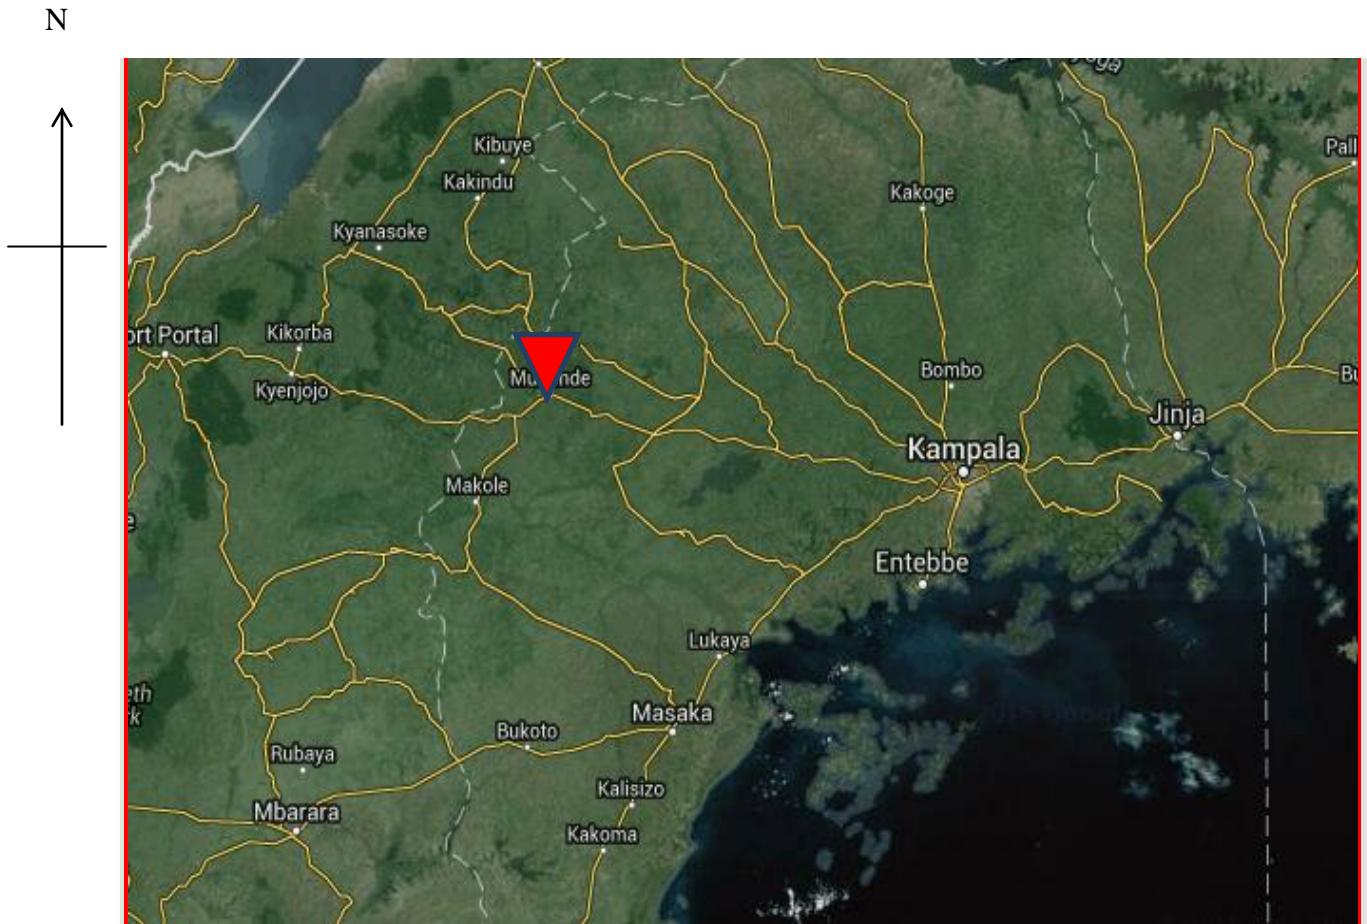 N
Kibuye
Kakindu
Pall
Kakoge
Kyanasoke
ort Portal
Kikorba
Bombo
Kyenjojo
Jinja
Kampala
Makole
Entebbe
Lukaya
Masaka
Bukoto
Rubaya
Kalisizo
Mbarara
Kakoma